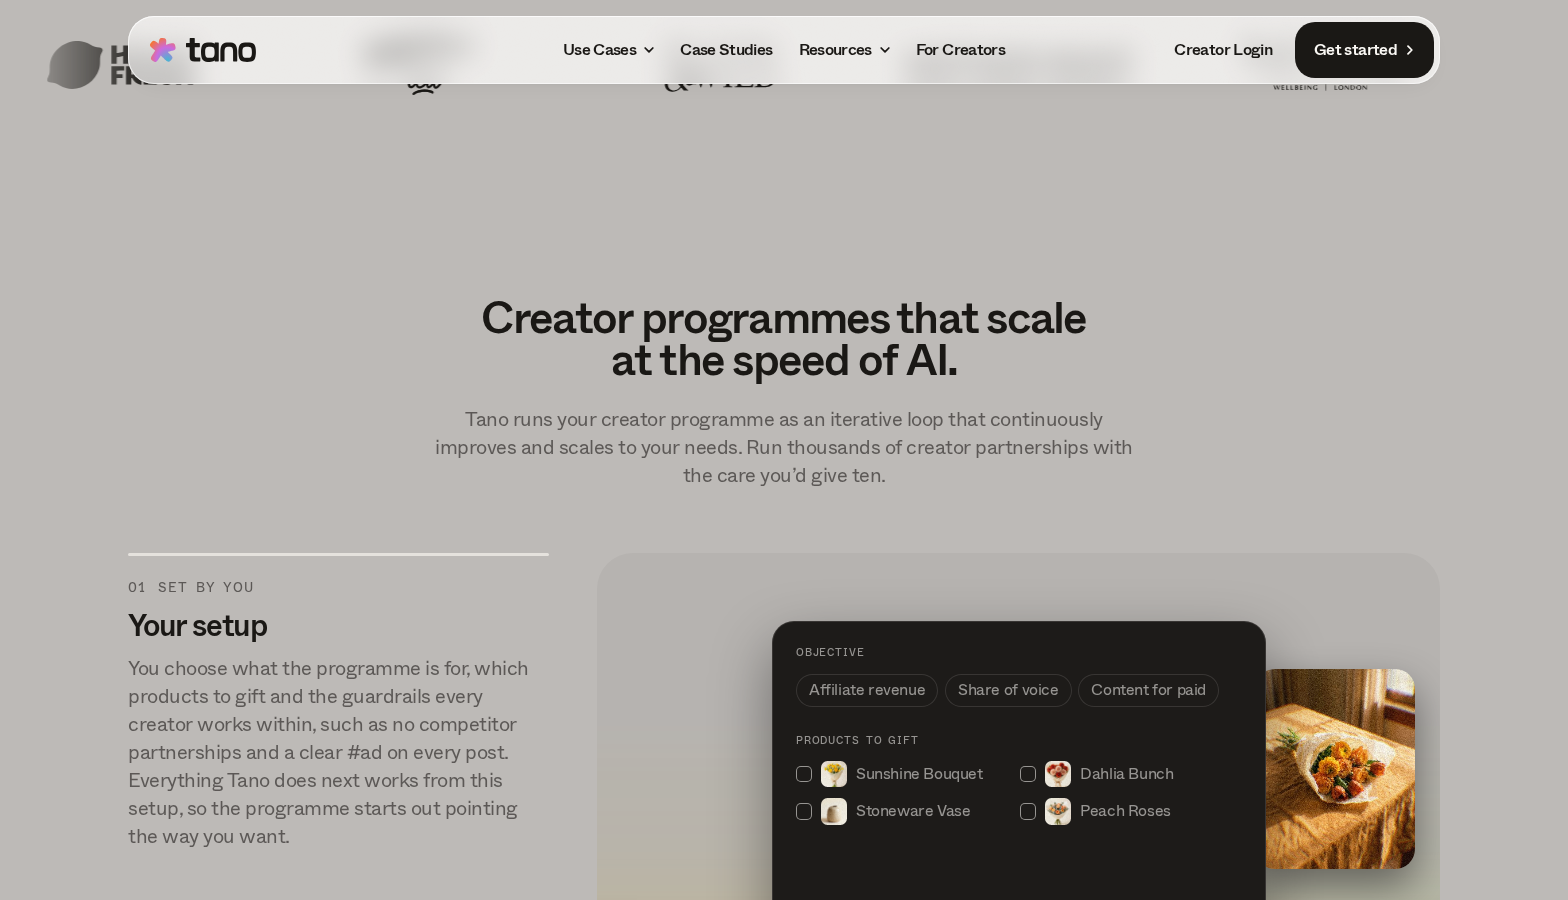 tano
Use Cases
Case Studies
Resources
For Creators
Creator Login
Get started
WELLBEING | LONDON
Creator programmes that scale
at the speed of AI.
Tano runs your creator programme as an iterative loop that continuously
improves and scales to your needs. Run thousands of creator partnerships with
the care you’d give ten.
01 SET BY YOU
Your setup
You choose what the programme is for, which
products to gift and the guardrails every
creator works within, such as no competitor
partnerships and a clear #ad on every post.
Everything Tano does next works from this
setup, so the programme starts out pointing
the way you want.
OBJECTIVE
Affiliate revenue
Share of voice
Content for paid
PRODUCTS TO GIFT
Sunshine Bouquet
Dahlia Bunch
Stoneware Vase
Peach Roses